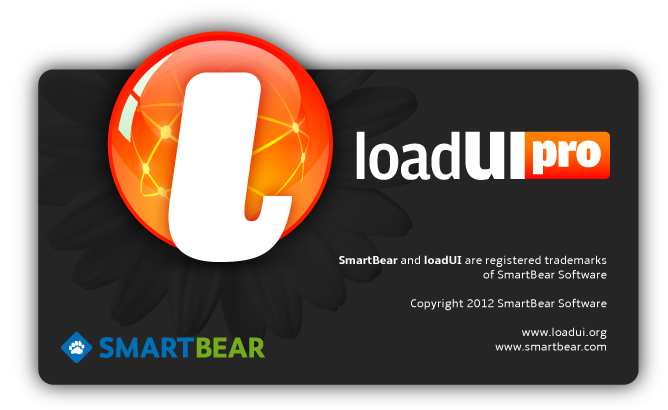 loadUI pro
SmartBear and loadUI are registered trademarks
of SmartBear Software
Copyright 2012 SmartBear Software
www.loadui.org
www.smartbear.com
SMARTBEAR